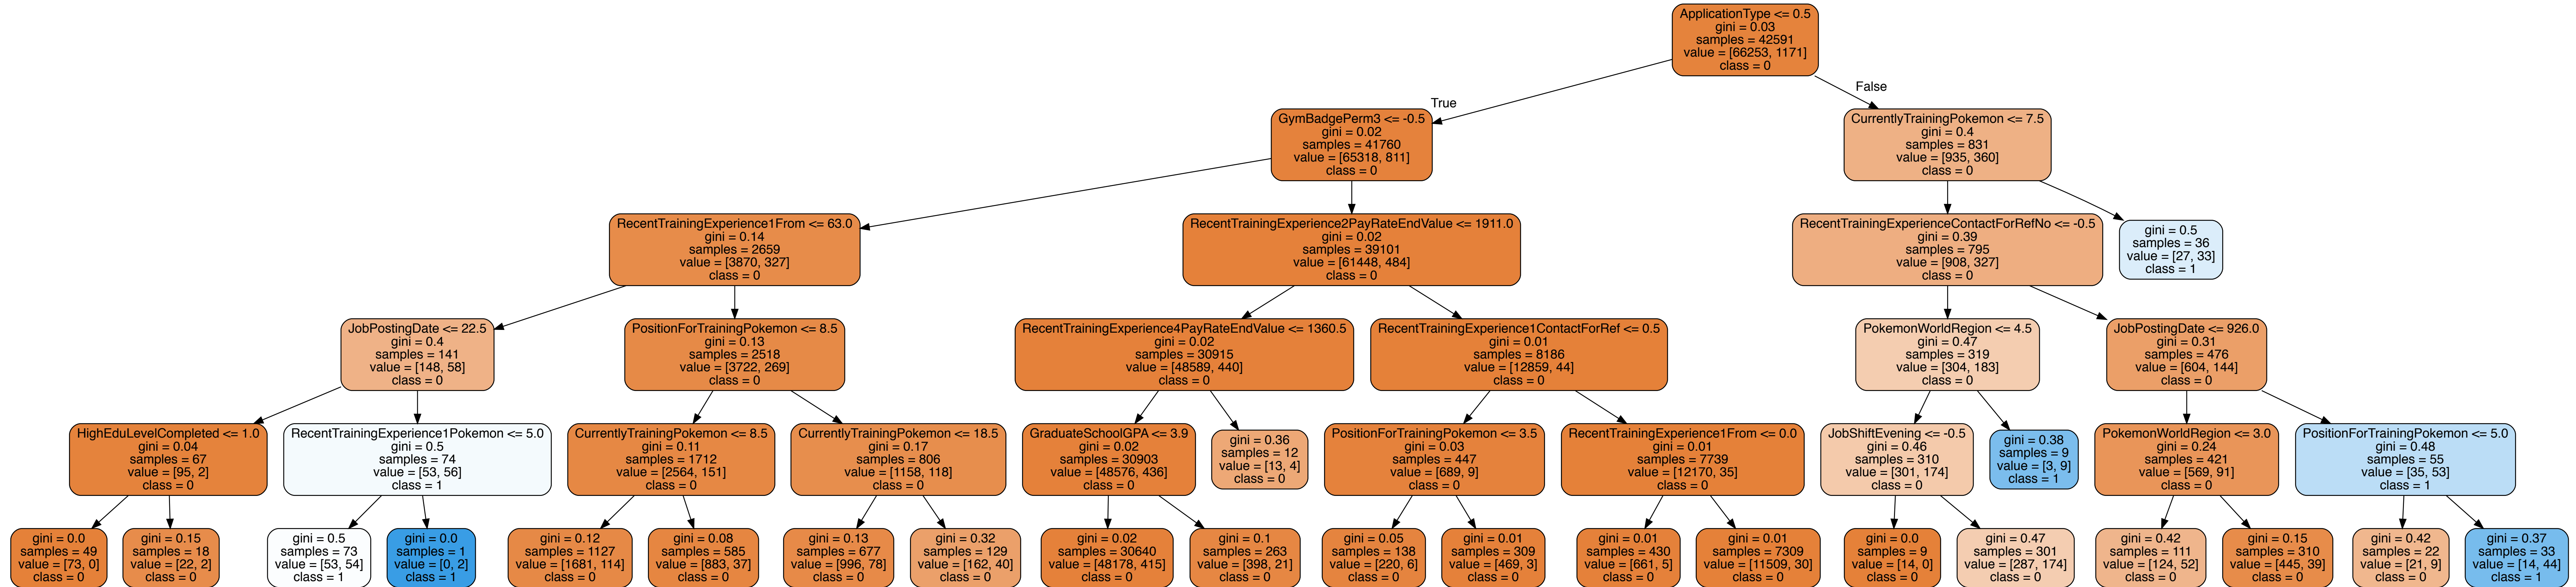 ApplicationType <= 0.5
gini = 0.03
samples = 42591
value = [66253, 1171]
class = 0
True
False
GymBadgePerm3 <= -0.5
gini = 0.02
samples = 41760
value = [65318, 811]
class = 0
CurrentlyTrainingPokemon <= 7.5
gini = 0.4
samples = 831
value = [935, 360]
class = 0
RecentTrainingExperience1From <= 63.0
gini = 0.14
samples = 2659
value = [3870, 327]
class = 0
RecentTrainingExperience2PayRateEndValue <= 1911.0
gini = 0.02
samples = 39101
value = [61448, 484]
class = 0
RecentTrainingExperienceContactForRefNo <= -0.5
gini = 0.39
samples = 795
value = [908, 327]
class = 0
gini = 0.5
samples = 36
value = [27, 33]
class = 1
JobPostingDate <= 22.5
gini = 0.4
samples = 141
value = [148, 58]
class = 0
PositionForTrainingPokemon <= 8.5
gini = 0.13
samples = 2518
value = [3722, 269]
class = 0
RecentTrainingExperience4PayRateEndValue <= 1360.5
gini = 0.02
samples = 30915
value = [48589, 440]
class = 0
RecentTrainingExperience1ContactForRef <= 0.5
gini = 0.01
samples = 8186
value = [12859, 44]
class = 0
PokemonWorldRegion <= 4.5
gini = 0.47
samples = 319
value = [304, 183]
class = 0
JobPostingDate <= 926.0
gini = 0.31
samples = 476
value = [604, 144]
class = 0
HighEduLevelCompleted <= 1.0
gini = 0.04
samples = 67
value = [95, 2]
class = 0
RecentTrainingExperience1Pokemon <= 5.0
gini = 0.5
samples = 74
value = [53, 56]
class = 1
CurrentlyTrainingPokemon <= 8.5
gini = 0.11
samples = 1712
value = [2564, 151]
class = 0
CurrentlyTrainingPokemon <= 18.5
gini = 0.17
samples = 806
value = [1158, 118]
class = 0
GraduateSchoolGPA <= 3.9
gini = 0.02
samples = 30903
value = [48576, 436]
class = 0
gini = 0.36
samples = 12
value = [13, 4]
class = 0
PositionForTrainingPokemon <= 3.5
gini = 0.03
samples = 447
value = [689, 9]
class = 0
RecentTrainingExperience1From <= 0.0
gini = 0.01
samples = 7739
value = [12170, 35]
class = 0
JobShiftEvening <= -0.5
gini = 0.46
samples = 310
value = [301, 174]
class = 0
gini = 0.38
samples = 9
value = [3, 9]
class = 1
PokemonWorldRegion <= 3.0
gini = 0.24
samples = 421
value = [569, 91]
class = 0
PositionForTrainingPokemon <= 5.0
gini = 0.48
samples = 55
value = [35, 53]
class = 1
gini = 0.0
samples = 49
value = [73, 0]
class = 0
gini = 0.15
samples = 18
value = [22, 2]
class = 0
gini = 0.5
samples = 73
value = [53, 54]
class = 1
gini = 0.0
samples = 1
value = [0, 2]
class = 1
gini = 0.12
samples = 1127
value = [1681, 114]
class = 0
gini = 0.08
samples = 585
value = [883, 37]
class = 0
gini = 0.13
samples = 677
value = [996, 78]
class = 0
gini = 0.32
samples = 129
value = [162, 40]
class = 0
gini = 0.02
samples = 30640
value = [48178, 415]
class = 0
gini = 0.1
samples = 263
value = [398, 21]
class = 0
gini = 0.05
samples = 138
value = [220, 6]
class = 0
gini = 0.01
samples = 309
value = [469, 3]
class = 0
gini = 0.01
samples = 430
value = [661, 5]
class = 0
gini = 0.01
samples = 7309
value = [11509, 30]
class = 0
gini = 0.0
samples = 9
value = [14, 0]
class = 0
gini = 0.47
samples = 301
value = [287, 174]
class = 0
gini = 0.42
samples = 111
value = [124, 52]
class = 0
gini = 0.15
samples = 310
value = [445, 39]
class = 0
gini = 0.42
samples = 22
value = [21, 9]
class = 0
gini = 0.37
samples = 33
value = [14, 44]
class = 1